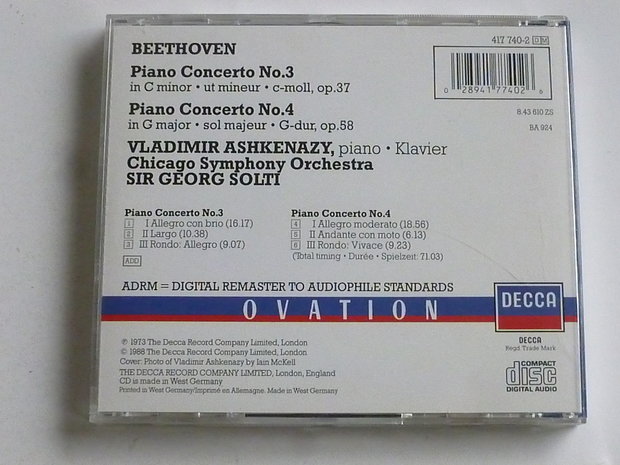 BEETHOVEN
417 740-2 DM
Piano Concerto No.3
in C minor · ut mineur · c-moll, op.37
0 28941 77402 6
Piano Concerto No.4
in G major · sol majeur · G-dur, op.58
8.43 610 ZS
BA 924
VLADIMIR ASHKENAZY, piano · Klavier
Chicago Symphony Orchestra
SIR GEORG SOLTI
Piano Concerto No.3
1 I Allegro con brio (16.17)
2 II Largo (10.38)
3 III Rondo: Allegro (9.07)
ADD
Piano Concerto No.4
4 I Allegro moderato (18.56)
5 II Andante con moto (6.13)
6 III Rondo: Vivace (9.23)
(Total timing · Durée · Spielzeit: 71.03)
ADRM = DIGITAL REMASTER TO AUDIOPHILE STANDARDS
OVATION
DECCA
DECCA
Regd. Trade Mark
℗ 1973 The Decca Record Company Limited, London
© 1988 The Decca Record Company Limited, London
Cover: Photo of Vladimir Ashkenazy by Iain McKell
THE DECCA RECORD COMPANY LIMITED, London, England
CD is made in West Germany
Printed in West Germany/Imprimé en Allemagne. Made in West Germany
COMPACT
disc
DIGITAL AUDIO